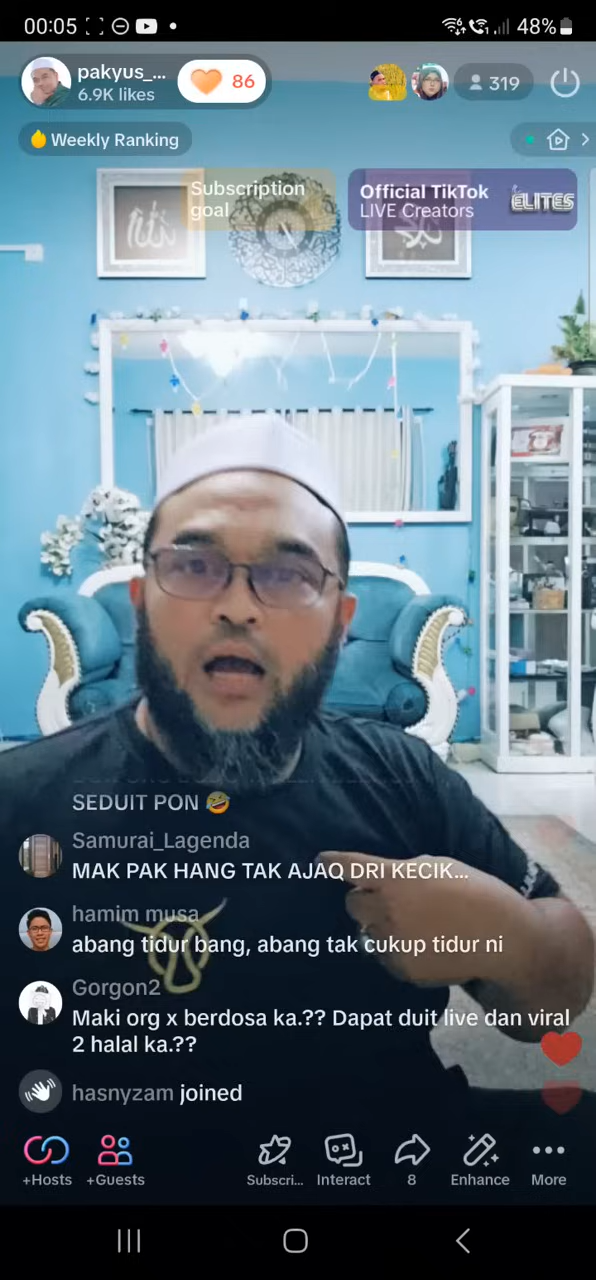 00:05
48%
pakyus_...
6.9K likes
86
319
Weekly Ranking
Subscription
goal
Official TikTok
LIVE Creators
ELITES
SEDUIT PON 🤣
Samurai_Lagenda
MAK PAK HANG TAK AJAQ DRI KECIK...
hamim musa
abang tidur bang, abang tak cukup tidur ni
Gorgon2
Maki org x berdosa ka.?? Dapat duit live dan viral
2 halal ka.??
hasnyzam joined
+Hosts
+Guests
Subscri...
Interact
8
Enhance
More